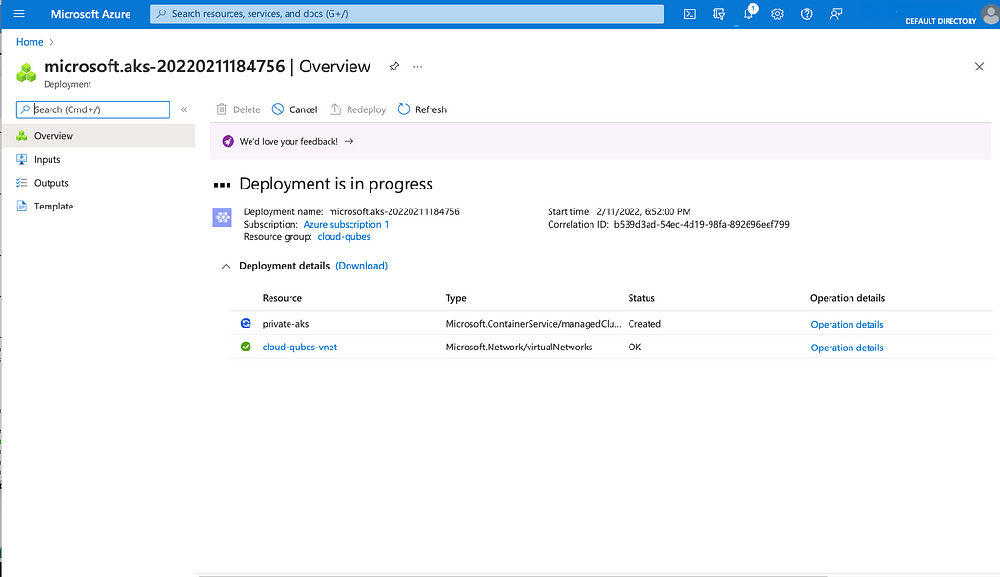 Microsoft Azure
Search resources, services, and docs (G+/)
1
DEFAULT DIRECTORY
Home
microsoft.aks-20220211184756 | Overview
Deployment
Search (Cmd+/)
Delete
Cancel
Redeploy
Refresh
Overview
Inputs
Outputs
Template
We'd love your feedback!
Deployment is in progress
Deployment name: microsoft.aks-20220211184756
Subscription: Azure subscription 1
Resource group: cloud-qubes
Start time: 2/11/2022, 6:52:00 PM
Correlation ID: b539d3ad-54ec-4d19-98fa-892696eef799
Deployment details (Download)
Resource Type Status Operation details
private-aks Microsoft.ContainerService/managedClu... Created Operation details
cloud-qubes-vnet Microsoft.Network/virtualNetworks OK Operation details